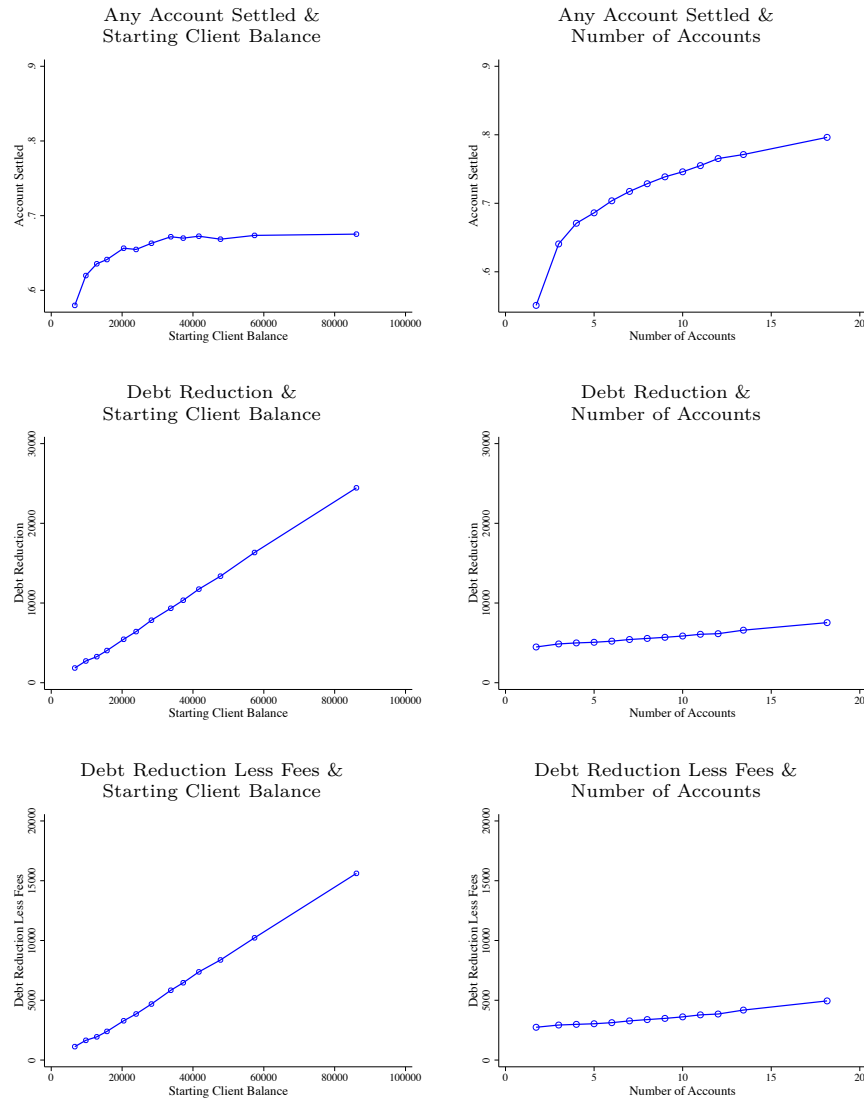 Any Account Settled &
Starting Client Balance
.9
.8
.7
.6
Account Settled
0
20000
40000
60000
80000
100000
Starting Client Balance
Any Account Settled &
Number of Accounts
.9
.8
.7
.6
Account Settled
0
5
10
15
20
Number of Accounts
Debt Reduction &
Starting Client Balance
30000
20000
10000
0
Debt Reduction
0
20000
40000
60000
80000
100000
Starting Client Balance
Debt Reduction &
Number of Accounts
30000
20000
10000
0
Debt Reduction
0
5
10
15
20
Number of Accounts
Debt Reduction Less Fees &
Starting Client Balance
20000
15000
10000
5000
0
Debt Reduction Less Fees
0
20000
40000
60000
80000
100000
Starting Client Balance
Debt Reduction Less Fees &
Number of Accounts
20000
15000
10000
5000
0
Debt Reduction Less Fees
0
5
10
15
20
Number of Accounts